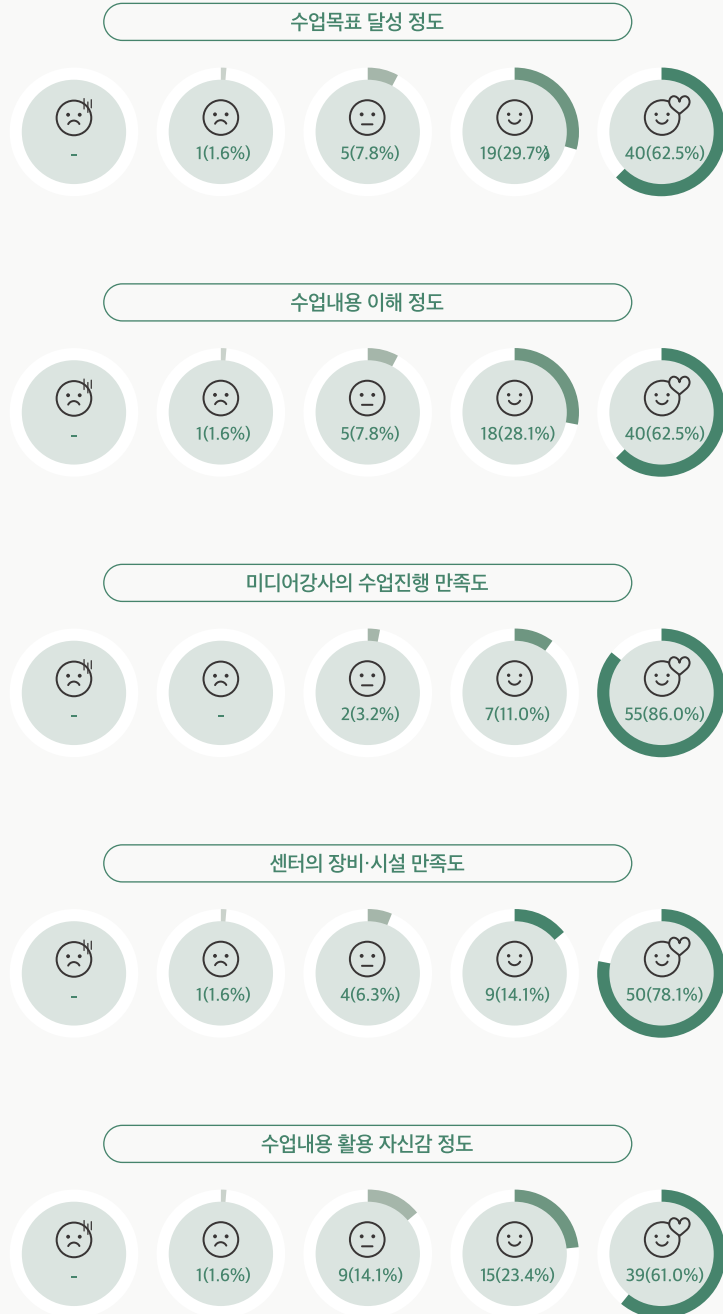 수업목표 달성 정도
- 1(1.6%) 5(7.8%) 19(29.7%) 40(62.5%)
수업내용 이해 정도
- 1(1.6%) 5(7.8%) 18(28.1%) 40(62.5%)
미디어강사의 수업진행 만족도
- - 2(3.2%) 7(11.0%) 55(86.0%)
센터의 장비·시설 만족도
- 1(1.6%) 4(6.3%) 9(14.1%) 50(78.1%)
수업내용 활용 자신감 정도
- 1(1.6%) 9(14.1%) 15(23.4%) 39(61.0%)